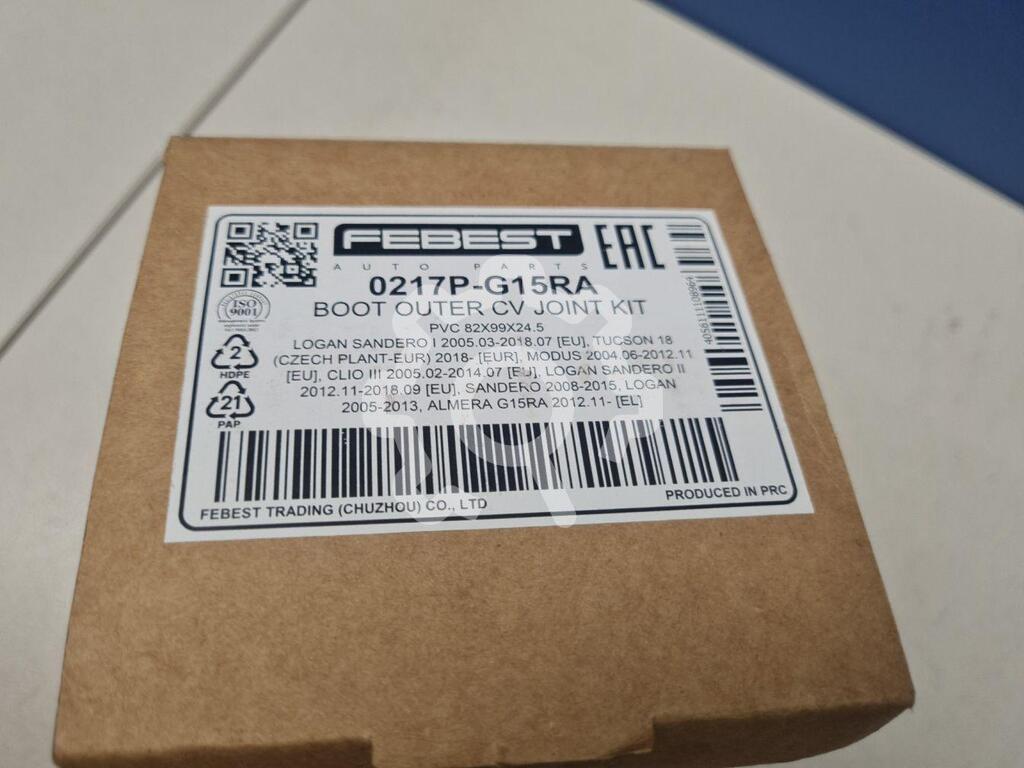 FEBEST
EAC
AUTO PARTS
0217P-G15RA
BOOT OUTER CV JOINT KIT
PVC 82X99X24.5
LOGAN SANDERO I 2005.03-2018.07 [EU], TUCSON 18
(CZECH PLANT-EUR) 2018- [EUR], MODUS 2004.06-2012.11
[EU], CLIO III 2005.02-2014.07 [EU], LOGAN SANDERO II
2012.11-2018.09 [EU], SANDERO 2008-2015, LOGAN
2005-2013, ALMERA G15RA 2012.11- [EL]
ISO
9001
2
HDPE
21
PAP
FEBEST TRADING (CHUZHOU) CO., LTD
PRODUCED IN PRC